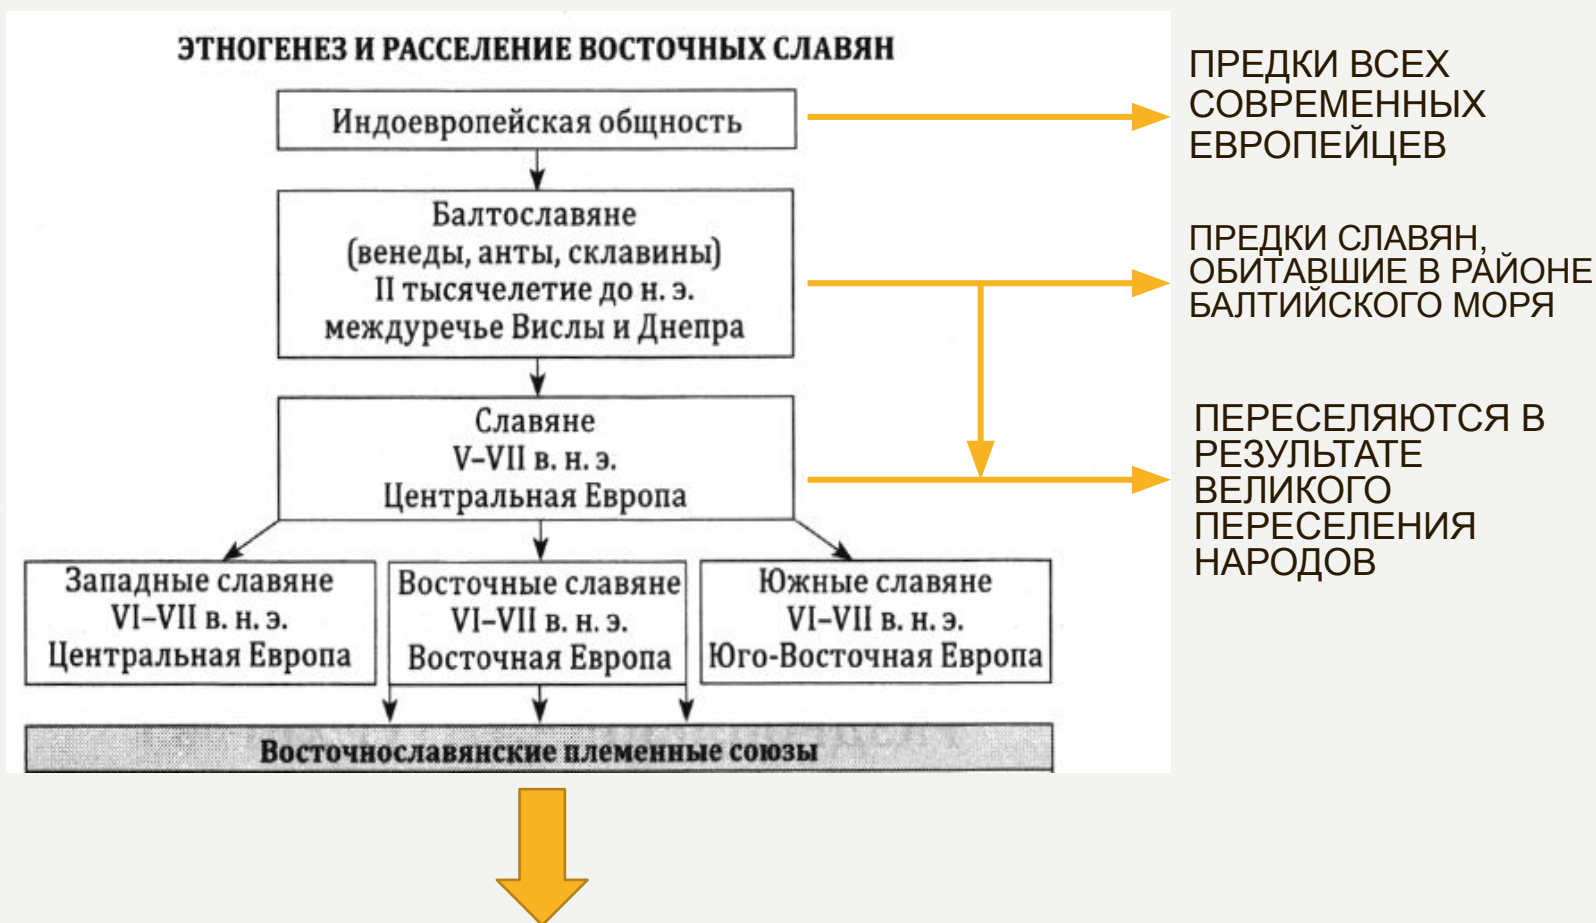 ЭТНОГЕНЕЗ И РАССЕЛЕНИЕ ВОСТОЧНЫХ СЛАВЯН
Индоевропейская общность
ПРЕДКИ ВСЕХ
СОВРЕМЕННЫХ
ЕВРОПЕЙЦЕВ
Балтославяне
(венеды, анты, склавины)
II тысячелетие до н. э.
междуречье Вислы и Днепра
ПРЕДКИ СЛАВЯН,
ОБИТАВШИЕ В РАЙОНЕ
БАЛТИЙСКОГО МОРЯ
Славяне
V–VII в. н. э.
Центральная Европа
ПЕРЕСЕЛЯЮТСЯ В
РЕЗУЛЬТАТЕ
ВЕЛИКОГО
ПЕРЕСЕЛЕНИЯ
НАРОДОВ
Западные славяне
VI–VII в. н. э.
Центральная Европа
Восточные славяне
VI–VII в. н. э.
Восточная Европа
Южные славяне
VI–VII в. н. э.
Юго-Восточная Европа
Восточнославянские племенные союзы